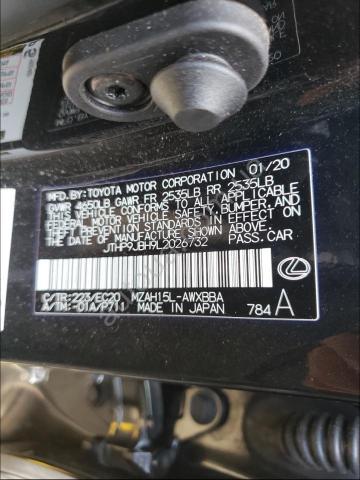 MFD.BY: TOYOTA MOTOR CORPORATION 01/20
GVWR 4650LB GAWR FR 2535LB RR 2535LB
THIS VEHICLE CONFORMS TO ALL APPLICABLE
FEDERAL MOTOR VEHICLE SAFETY, BUMPER, AND
THEFT PREVENTION STANDARDS IN EFFECT ON
THE DATE OF MANUFACTURE SHOWN ABOVE.
JTHP9JBH9L2026732 PASS.CAR
C/TR: 223/EC20 MZAH15L-AWXBBA
A/TM: -01A/P711 MADE IN JAPAN 784 A